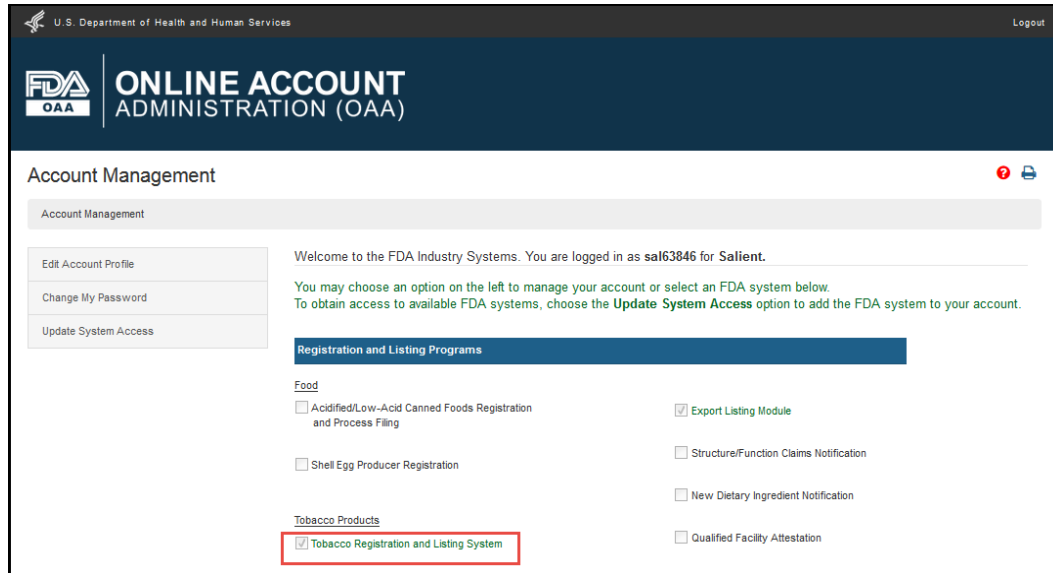 U.S. Department of Health and Human Services
Logout
FDA
OAA
ONLINE ACCOUNT
ADMINISTRATION (OAA)
Account Management
?
Account Management
Edit Account Profile
Change My Password
Update System Access
Welcome to the FDA Industry Systems. You are logged in as sal63846 for Salient.
You may choose an option on the left to manage your account or select an FDA system below.
To obtain access to available FDA systems, choose the Update System Access option to add the FDA system to your account.
Registration and Listing Programs
Food
Acidified/Low-Acid Canned Foods Registration
and Process Filing
Export Listing Module
Shell Egg Producer Registration
Structure/Function Claims Notification
New Dietary Ingredient Notification
Tobacco Products
Tobacco Registration and Listing System
Qualified Facility Attestation